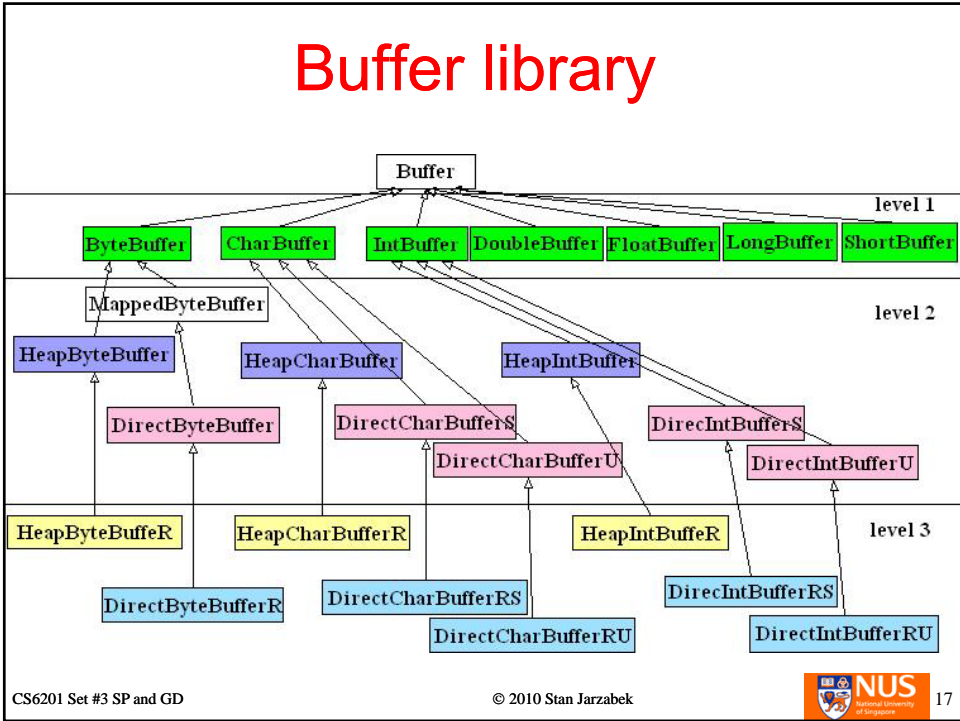 Buffer library
Buffer
level 1
ByteBuffer CharBuffer IntBuffer DoubleBuffer FloatBuffer LongBuffer ShortBuffer
MappedByteBuffer
level 2
HeapByteBuffer HeapCharBuffer HeapIntBuffer
DirectByteBuffer DirectCharBufferS DirecIntBufferS
DirectCharBufferU DirectIntBufferU
HeapByteBuffeR HeapCharBufferR HeapIntBuffeR level 3
DirectByteBufferR DirectCharBufferRS DirecIntBufferRS
DirectCharBufferRU DirectIntBufferRU
CS6201 Set #3 SP and GD © 2010 Stan Jarzabek NUS 17
National University
of Singapore